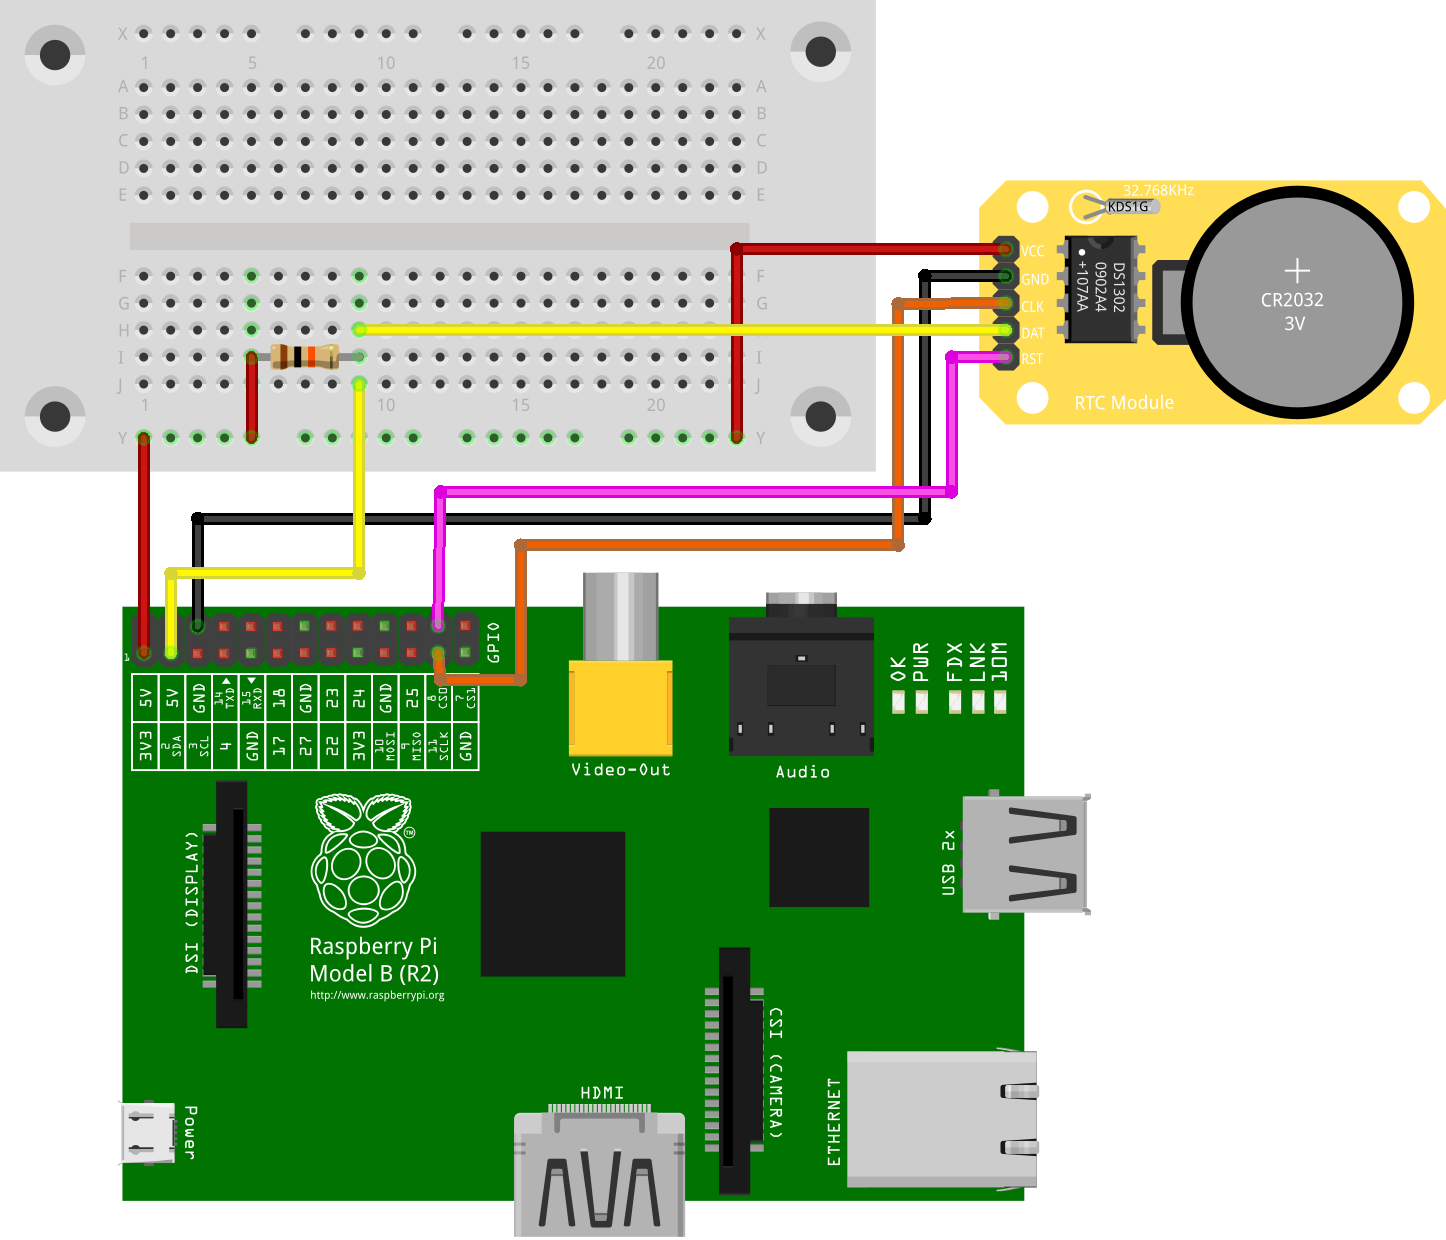 X X
1 5 10 15 20
A A
B B
C C
D D
E E
F F
G G
H
I I
J J
1 5 10 15 20
Y Y
32.768KHz
KDS1G
VCC
GND
CLK
DAT
RST
DS1302
0902A4
+107AA
CR2032
3V
RTC Module
1
GPIO
5V 5V GND 14 TXD 15 RXD 18 GND 23 24 GND 25 8 CS0 7 CS1
3V3 2 SDA 3 SCL 4 GND 17 27 22 3V3 10 MOSI 9 MISO 11 SCLK GND
Video-Out
Audio
OK
PWR
FDX
LNK
10M
DSI (DISPLAY)
TM
Raspberry Pi
Model B (R2)
http://www.raspberrypi.org
USB 2x
CSI (CAMERA)
ETHERNET
HDMI
Power